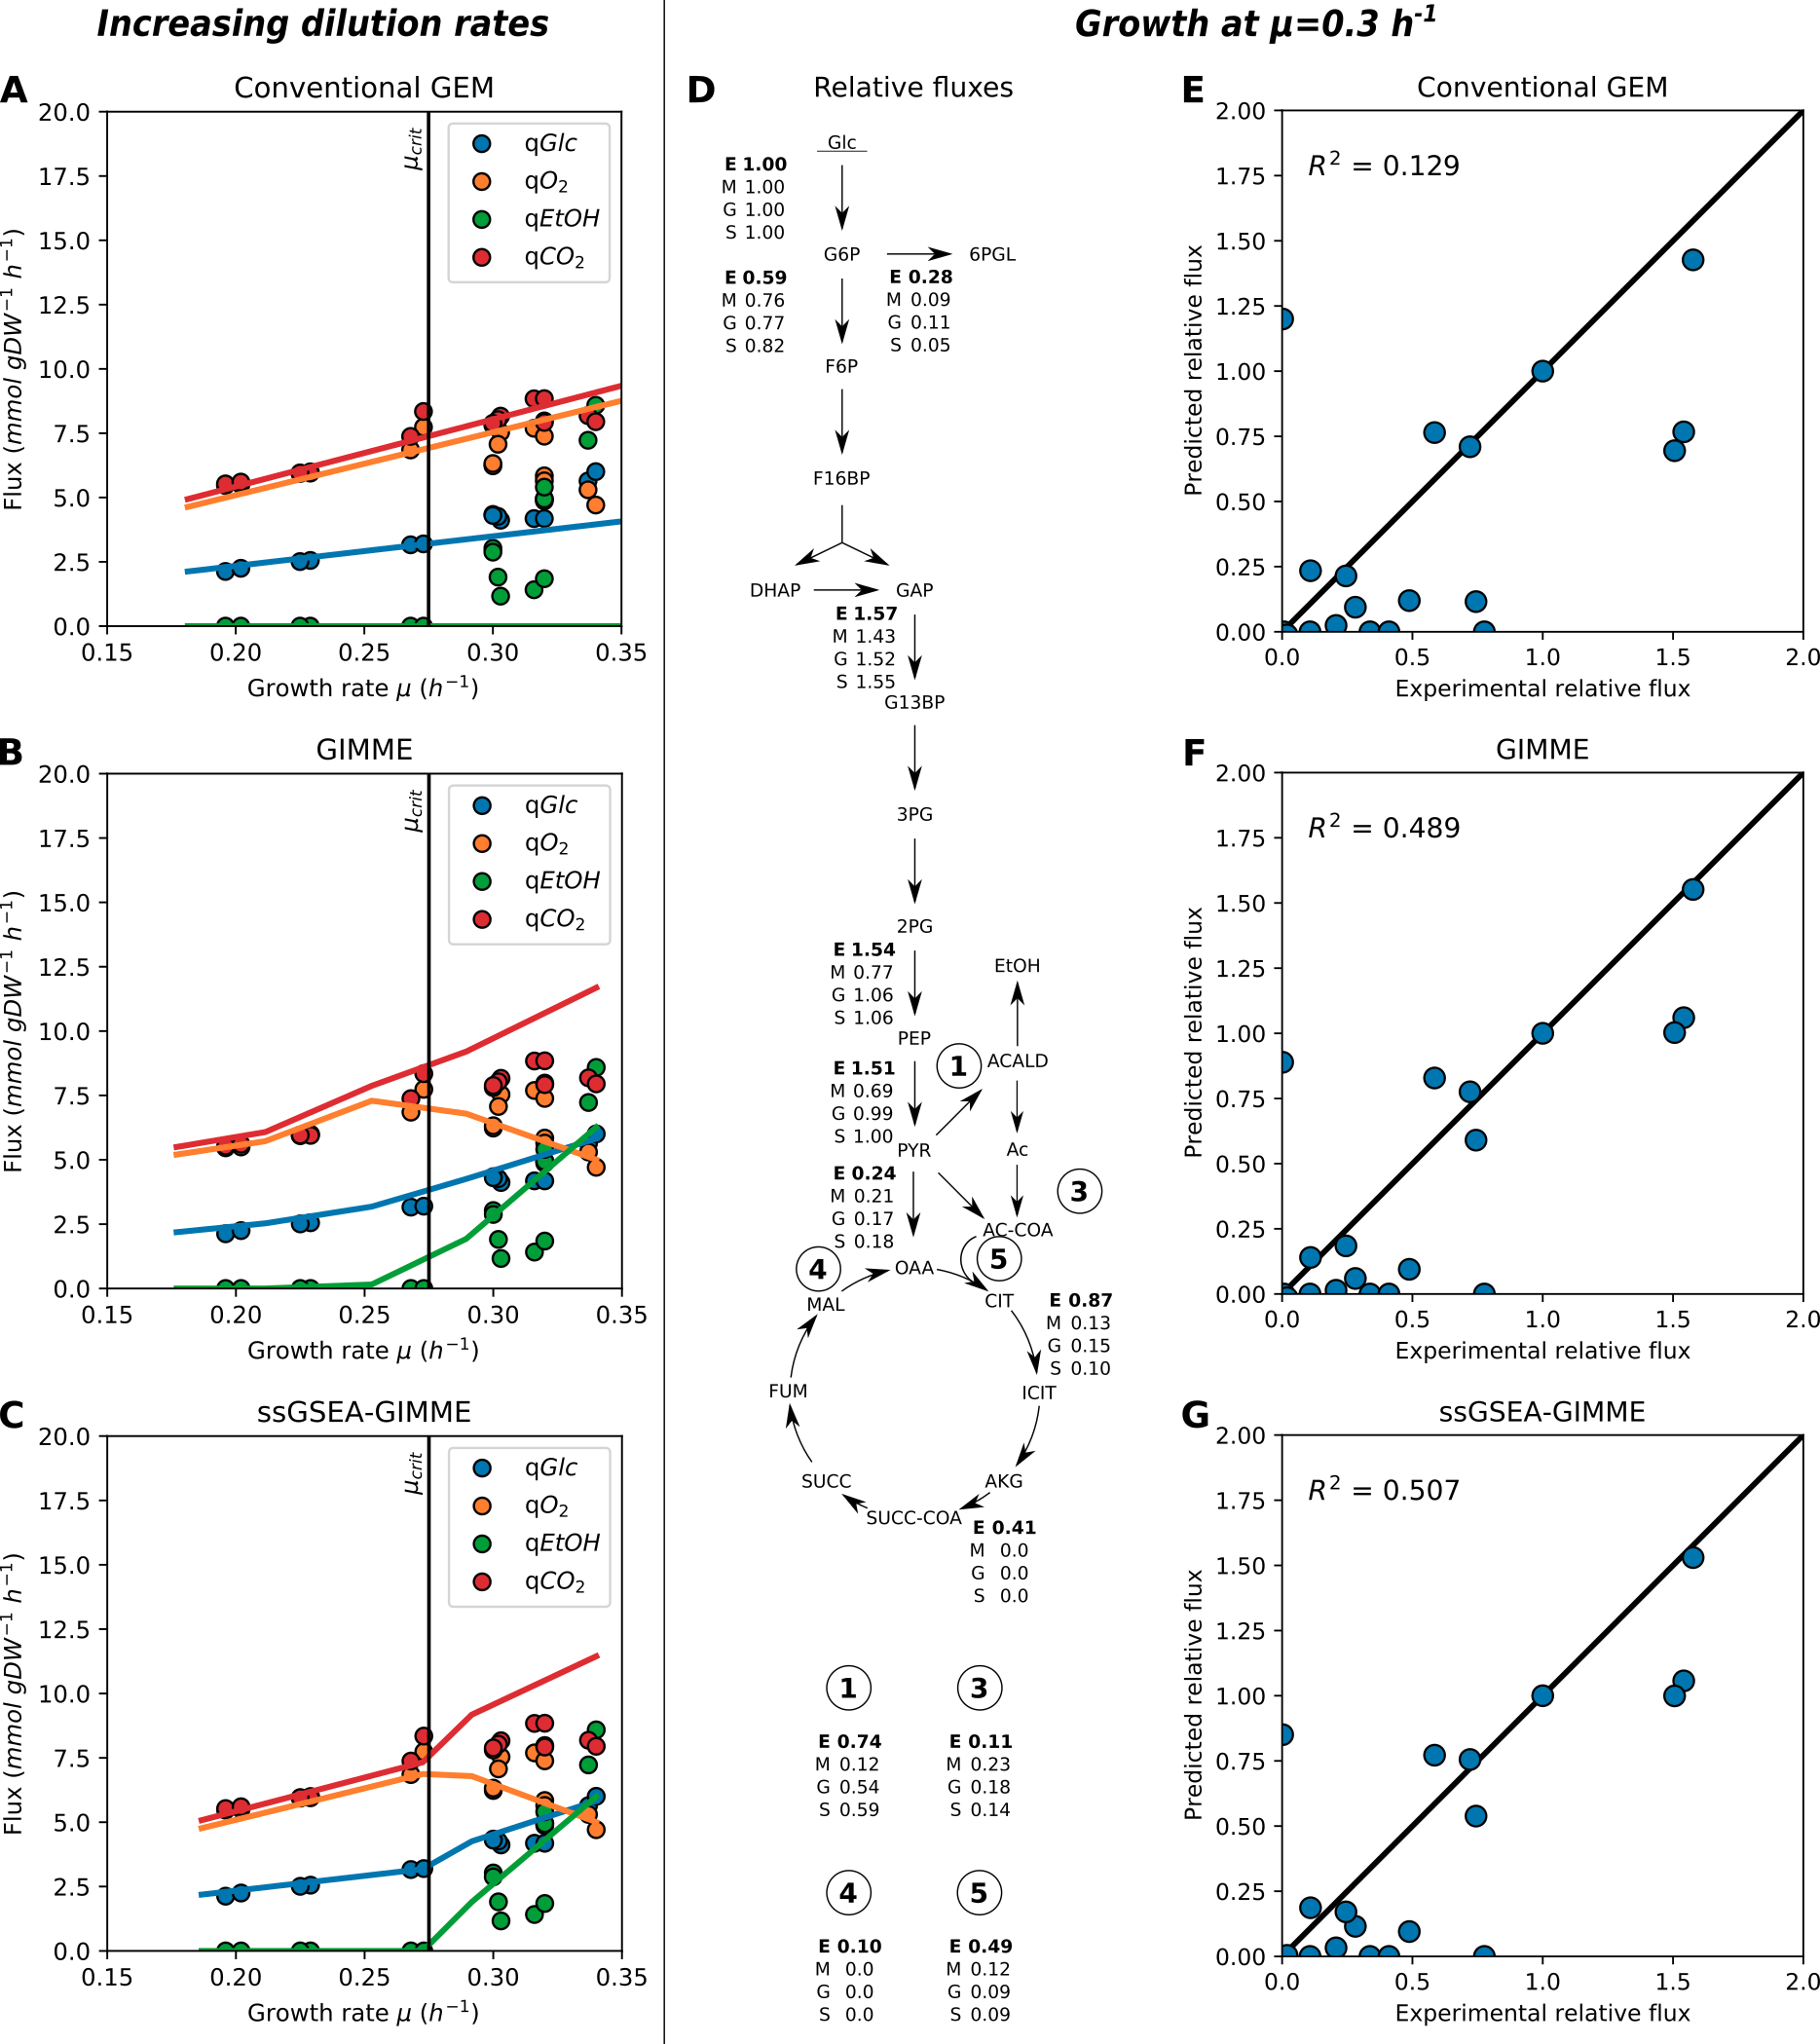 Increasing dilution rates
Growth at μ=0.3 h-1
A
Conventional GEM
20.0
17.5
15.0
12.5
10.0
7.5
5.0
2.5
0.0
0.15
0.20
0.25
0.30
0.35
Flux (mmol gDW−1 h−1)
Growth rate μ (h−1)
μcrit
qGlc
qO2
qEtOH
qCO2
B
GIMME
20.0
17.5
15.0
12.5
10.0
7.5
5.0
2.5
0.0
0.15
0.20
0.25
0.30
0.35
Flux (mmol gDW−1 h−1)
Growth rate μ (h−1)
μcrit
qGlc
qO2
qEtOH
qCO2
C
ssGSEA-GIMME
20.0
17.5
15.0
12.5
10.0
7.5
5.0
2.5
0.0
0.15
0.20
0.25
0.30
0.35
Flux (mmol gDW−1 h−1)
Growth rate μ (h−1)
μcrit
qGlc
qO2
qEtOH
qCO2
D
Relative fluxes
Glc
E 1.00
M 1.00
G 1.00
S 1.00
G6P
6PGL
E 0.59
M 0.76
G 0.77
S 0.82
E 0.28
M 0.09
G 0.11
S 0.05
F6P
F16BP
DHAP
GAP
E 1.57
M 1.43
G 1.52
S 1.55
G13BP
3PG
2PG
E 1.54
M 0.77
G 1.06
S 1.06
EtOH
PEP
1
ACALD
E 1.51
M 0.69
G 0.99
S 1.00
PYR
Ac
E 0.24
M 0.21
G 0.17
S 0.18
3
AC-COA
5
4
OAA
MAL
CIT
E 0.87
M 0.13
G 0.15
S 0.10
FUM
ICIT
SUCC
AKG
SUCC-COA
E 0.41
M 0.0
G 0.0
S 0.0
1
E 0.74
M 0.12
G 0.54
S 0.59
3
E 0.11
M 0.23
G 0.18
S 0.14
4
E 0.10
M 0.0
G 0.0
S 0.0
5
E 0.49
M 0.12
G 0.09
S 0.09
E
Conventional GEM
2.00
1.75
1.50
1.25
1.00
0.75
0.50
0.25
0.00
0.0
0.5
1.0
1.5
2.0
R2 = 0.129
Predicted relative flux
Experimental relative flux
F
GIMME
2.00
1.75
1.50
1.25
1.00
0.75
0.50
0.25
0.00
0.0
0.5
1.0
1.5
2.0
R2 = 0.489
Predicted relative flux
Experimental relative flux
G
ssGSEA-GIMME
2.00
1.75
1.50
1.25
1.00
0.75
0.50
0.25
0.00
0.0
0.5
1.0
1.5
2.0
R2 = 0.507
Predicted relative flux
Experimental relative flux